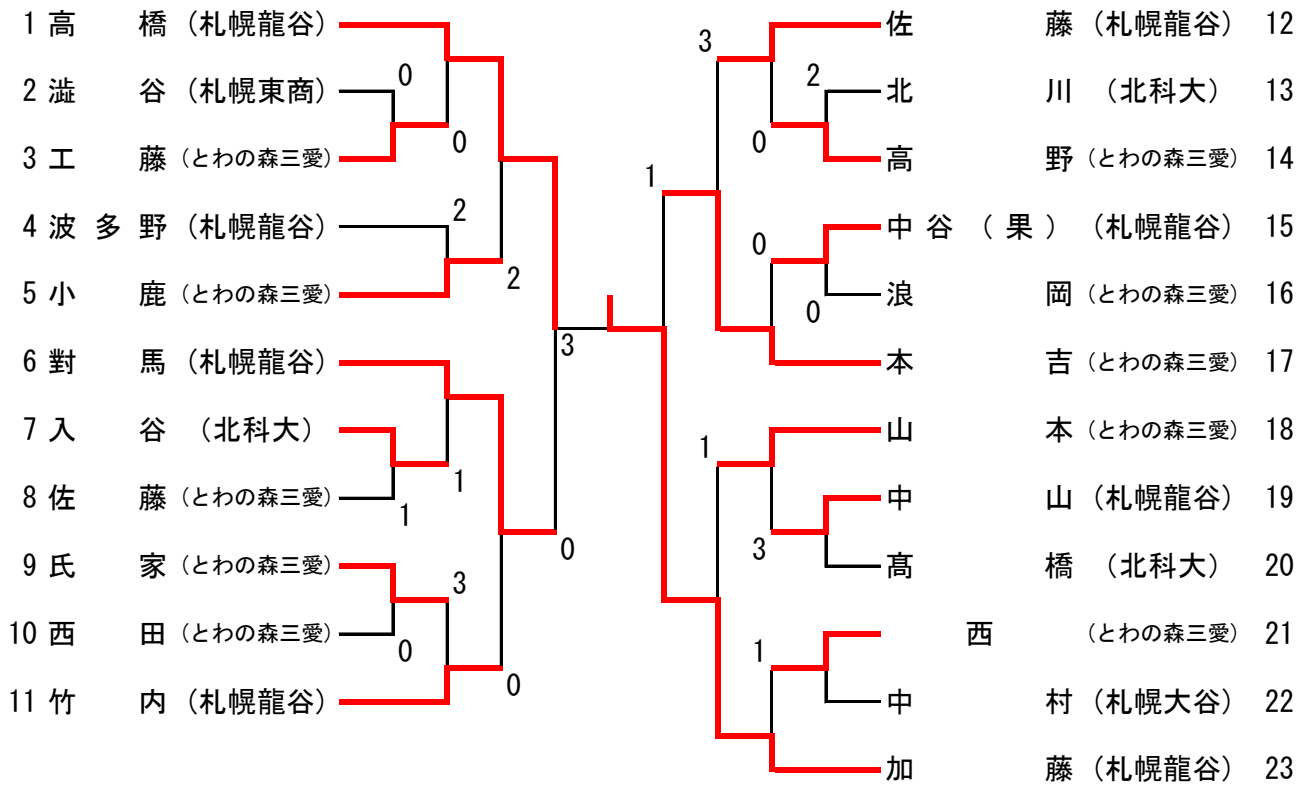 1 高橋 (札幌龍谷)
2 澁谷 (札幌東商)
3 工藤 (とわの森三愛)
4 波多野 (札幌龍谷)
5 小鹿 (とわの森三愛)
6 對馬 (札幌龍谷)
7 入谷 (北科大)
8 佐藤 (とわの森三愛)
9 氏家 (とわの森三愛)
10 西田 (とわの森三愛)
11 竹内 (札幌龍谷)
0
0
2
2
1
1
3
0
0
0
3
1
3
2
0
0
0
1
3
1
佐藤 (札幌龍谷) 12
北川 (北科大) 13
高野 (とわの森三愛) 14
中谷(果) (札幌龍谷) 15
浪岡 (とわの森三愛) 16
本吉 (とわの森三愛) 17
山本 (とわの森三愛) 18
中山 (札幌龍谷) 19
髙橋 (北科大) 20
西 (とわの森三愛) 21
中村 (札幌大谷) 22
加藤 (札幌龍谷) 23